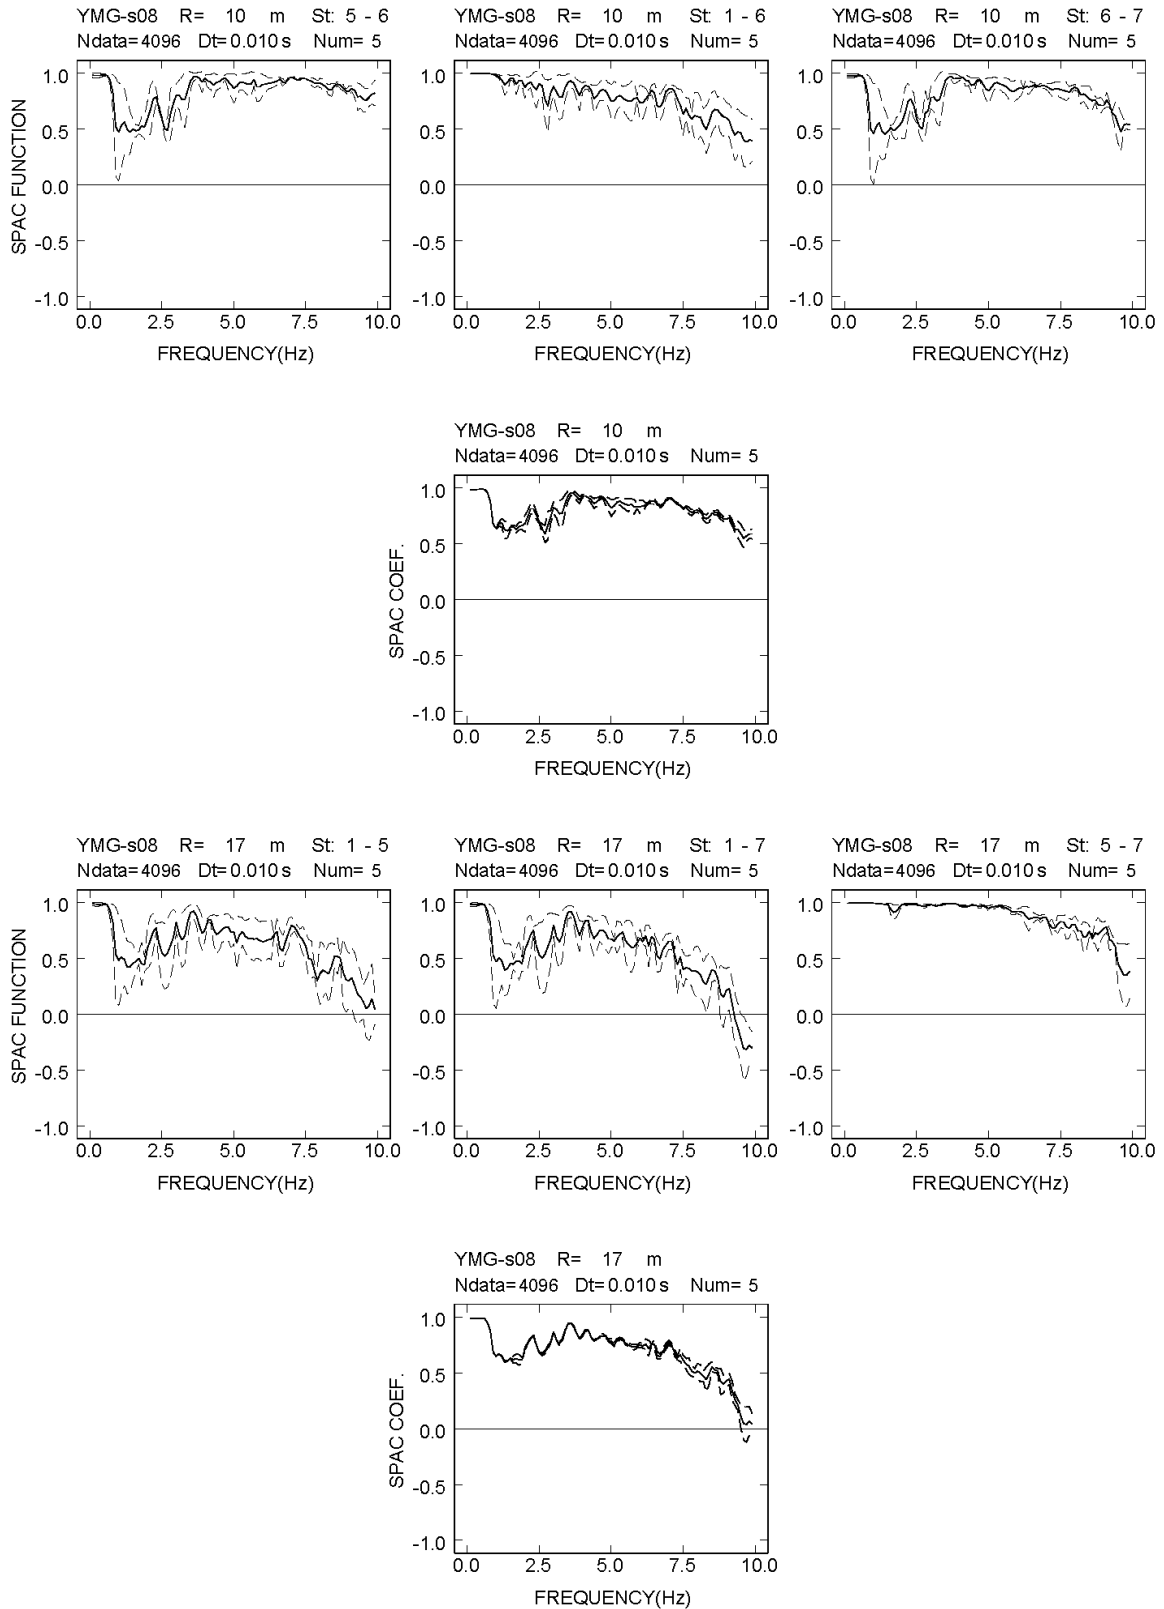 YMG-s08 R= 10 m St: 5 - 6
Ndata=4096 Dt=0.010 s Num= 5
YMG-s08 R= 10 m St: 1 - 6
Ndata=4096 Dt=0.010 s Num= 5
YMG-s08 R= 10 m St: 6 - 7
Ndata=4096 Dt=0.010 s Num= 5
SPAC FUNCTION
1.0
0.5
0.0
-0.5
-1.0
0.0 2.5 5.0 7.5 10.0
FREQUENCY(Hz)
1.0
0.5
0.0
-0.5
-1.0
0.0 2.5 5.0 7.5 10.0
FREQUENCY(Hz)
1.0
0.5
0.0
-0.5
-1.0
0.0 2.5 5.0 7.5 10.0
FREQUENCY(Hz)
YMG-s08 R= 10 m
Ndata=4096 Dt=0.010 s Num= 5
SPAC COEF.
1.0
0.5
0.0
-0.5
-1.0
0.0 2.5 5.0 7.5 10.0
FREQUENCY(Hz)
YMG-s08 R= 17 m St: 1 - 5
Ndata=4096 Dt=0.010 s Num= 5
YMG-s08 R= 17 m St: 1 - 7
Ndata=4096 Dt=0.010 s Num= 5
YMG-s08 R= 17 m St: 5 - 7
Ndata=4096 Dt=0.010 s Num= 5
SPAC FUNCTION
1.0
0.5
0.0
-0.5
-1.0
0.0 2.5 5.0 7.5 10.0
FREQUENCY(Hz)
1.0
0.5
0.0
-0.5
-1.0
0.0 2.5 5.0 7.5 10.0
FREQUENCY(Hz)
1.0
0.5
0.0
-0.5
-1.0
0.0 2.5 5.0 7.5 10.0
FREQUENCY(Hz)
YMG-s08 R= 17 m
Ndata=4096 Dt=0.010 s Num= 5
SPAC COEF.
1.0
0.5
0.0
-0.5
-1.0
0.0 2.5 5.0 7.5 10.0
FREQUENCY(Hz)